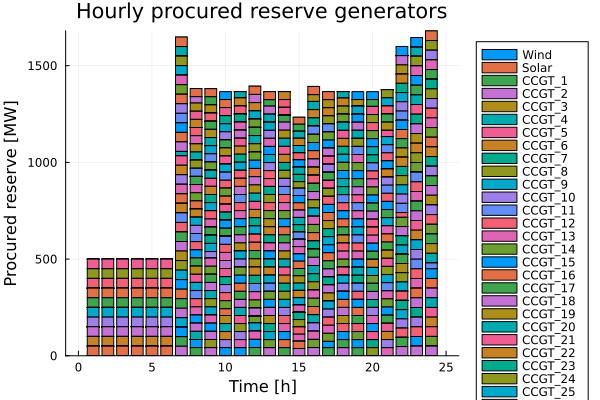 Hourly procured reserve generators
Procured reserve [MW]
1500
1000
500
0
0 5 10 15 20 25
Time [h]
Wind
Solar
CCGT_1
CCGT_2
CCGT_3
CCGT_4
CCGT_5
CCGT_6
CCGT_7
CCGT_8
CCGT_9
CCGT_10
CCGT_11
CCGT_12
CCGT_13
CCGT_14
CCGT_15
CCGT_16
CCGT_17
CCGT_18
CCGT_19
CCGT_20
CCGT_21
CCGT_22
CCGT_23
CCGT_24
CCGT_25